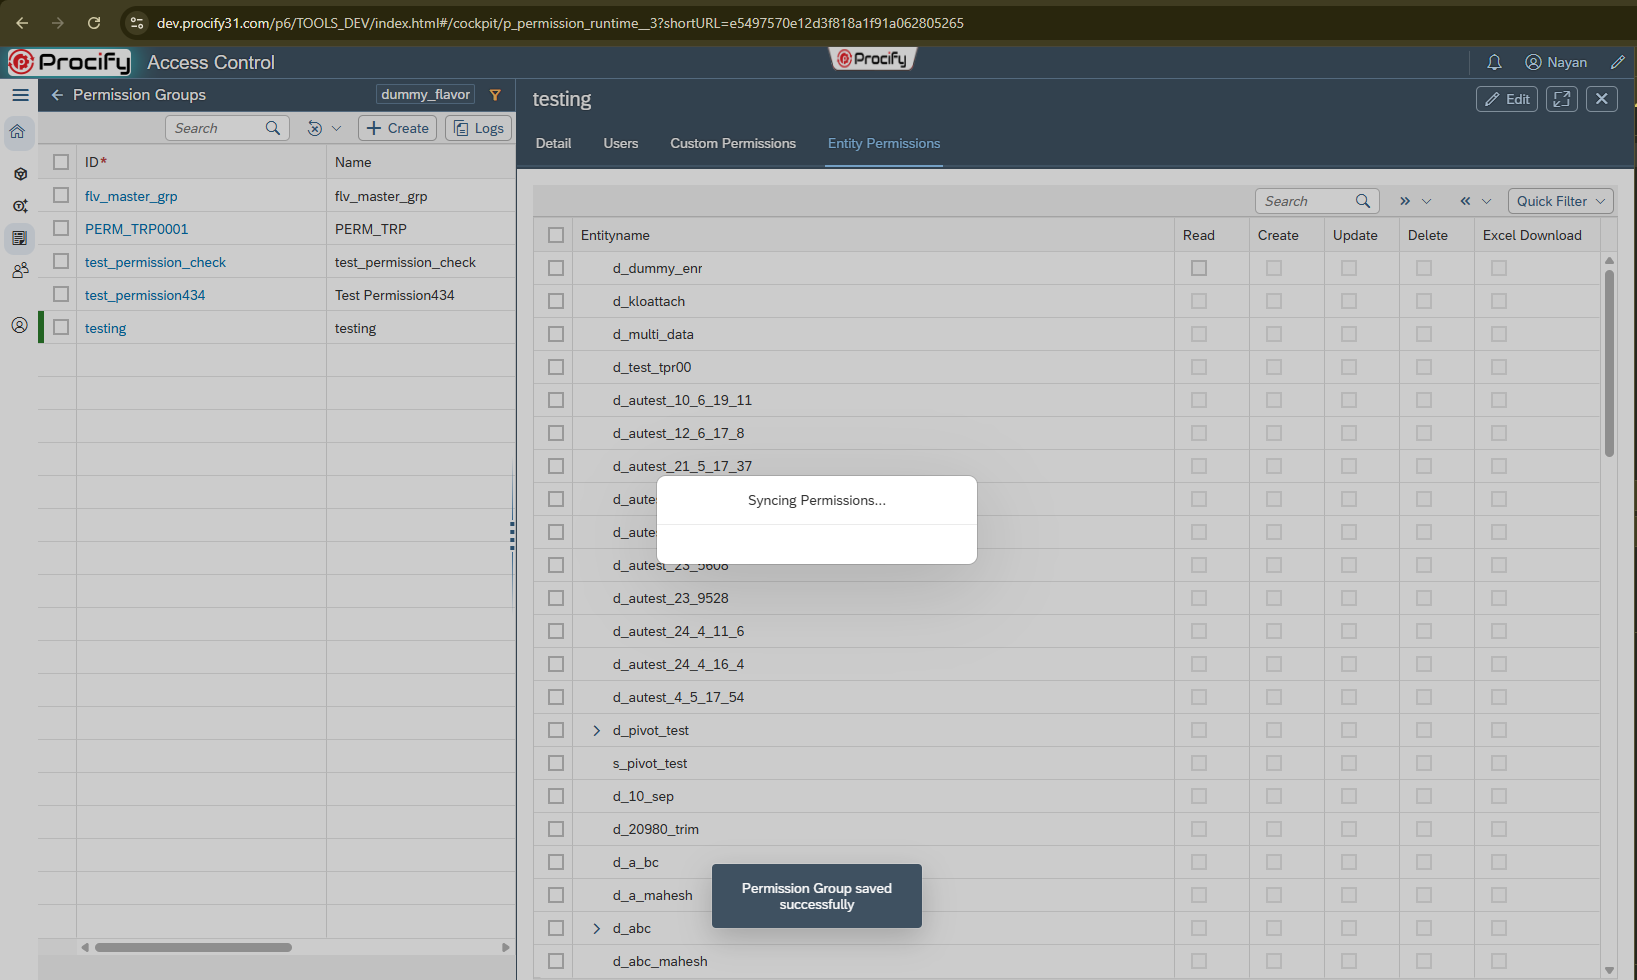 dev.procify31.com/p6/TOOLS_DEV/index.html#/cockpit/p_permission_runtime__3?shortURL=e5497570e12d3f818a1f91a062805265
Procify Access Control
Procify
Nayan
Permission Groups
dummy_flavor
Search
Create
Logs
ID* Name
flv_master_grp flv_master_grp
PERM_TRP0001 PERM_TRP
test_permission_check test_permission_check
test_permission434 Test Permission434
testing testing
testing
Edit
Detail Users Custom Permissions Entity Permissions
Search
Quick Filter
Entityname Read Create Update Delete Excel Download
d_dummy_enr
d_kloattach
d_multi_data
d_test_tpr00
d_autest_10_6_19_11
d_autest_12_6_17_8
d_autest_21_5_17_37
d_aute
d_aute
d_autest_23_5608
d_autest_23_9528
d_autest_24_4_11_6
d_autest_24_4_16_4
d_autest_4_5_17_54
d_pivot_test
s_pivot_test
d_10_sep
d_20980_trim
d_a_bc
d_a_mahesh
d_abc
d_abc_mahesh
Syncing Permissions...
Permission Group saved
successfully